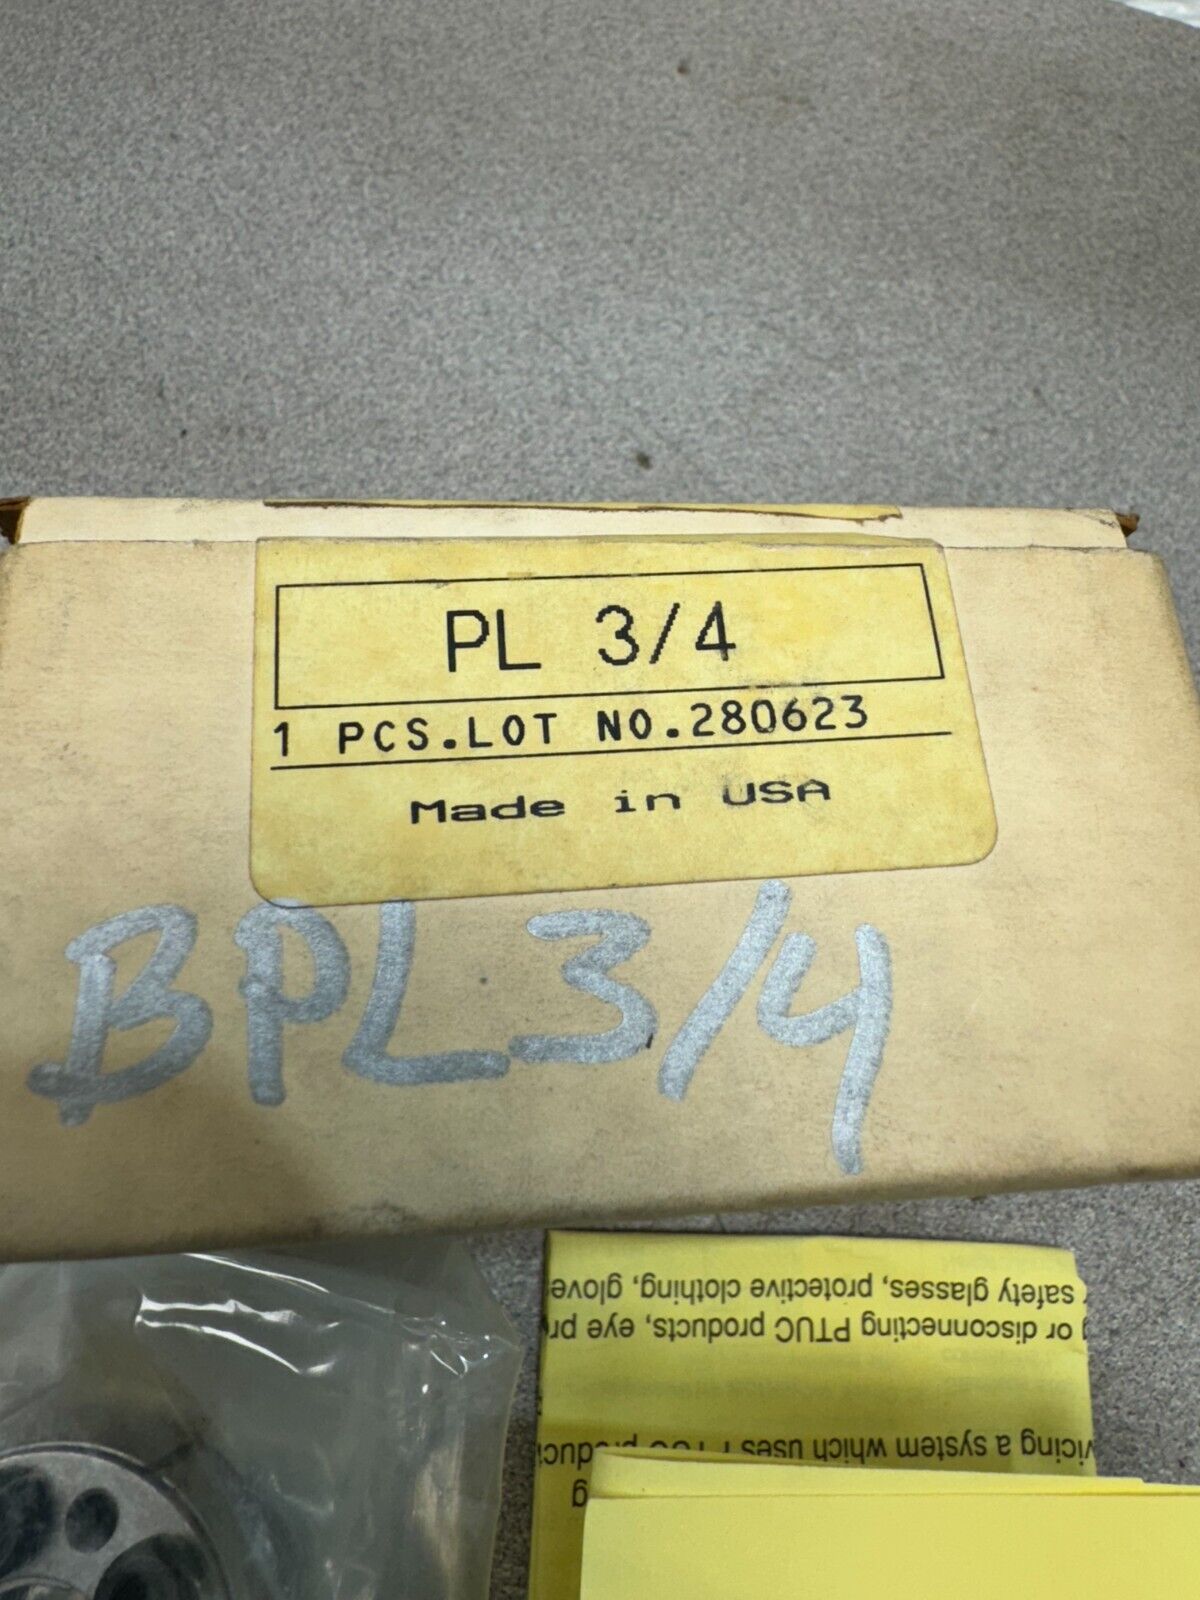 PL 3/4
1 PCS.LOT NO.280623
Made in USA
BPL3/4
g
vicing a system which uses
g or disconnecting PTUC products, eye pr
safety glasses, protective clothing, glove